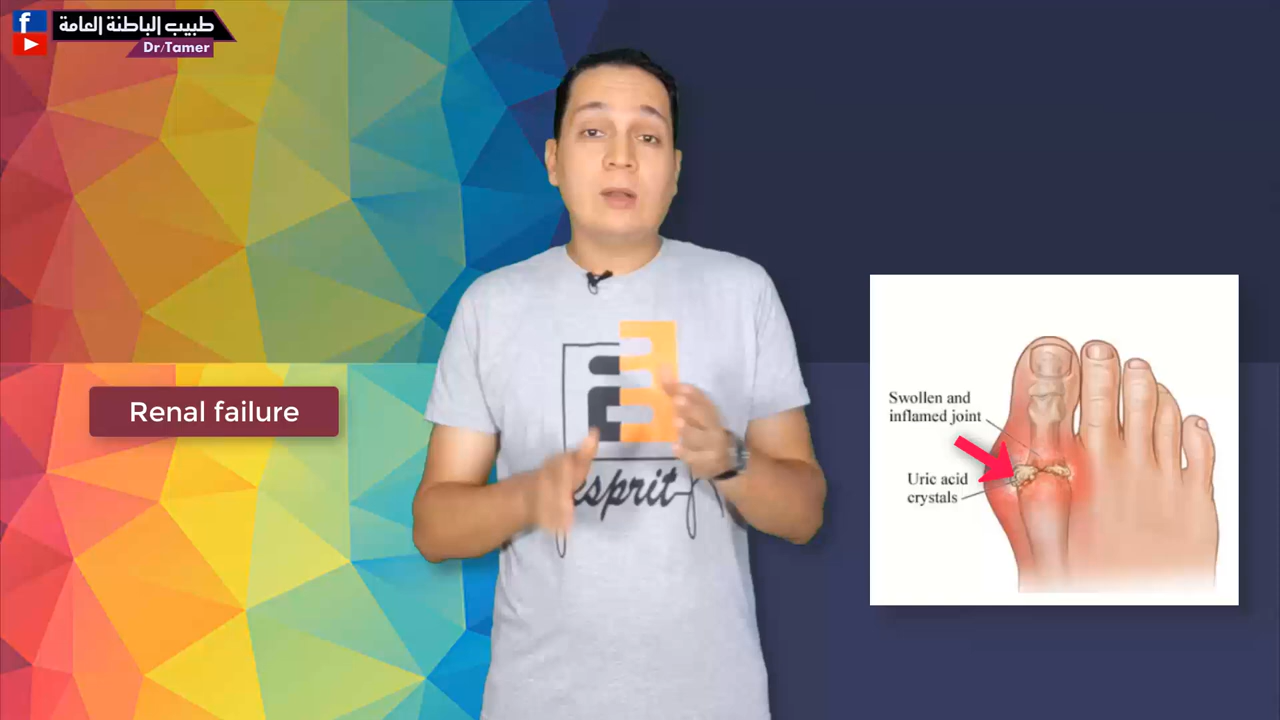 f
طبيب الباطنة العامة
Dr/Tamer
Renal failure
esprit
Swollen and
inflamed joint
Uric acid
crystals